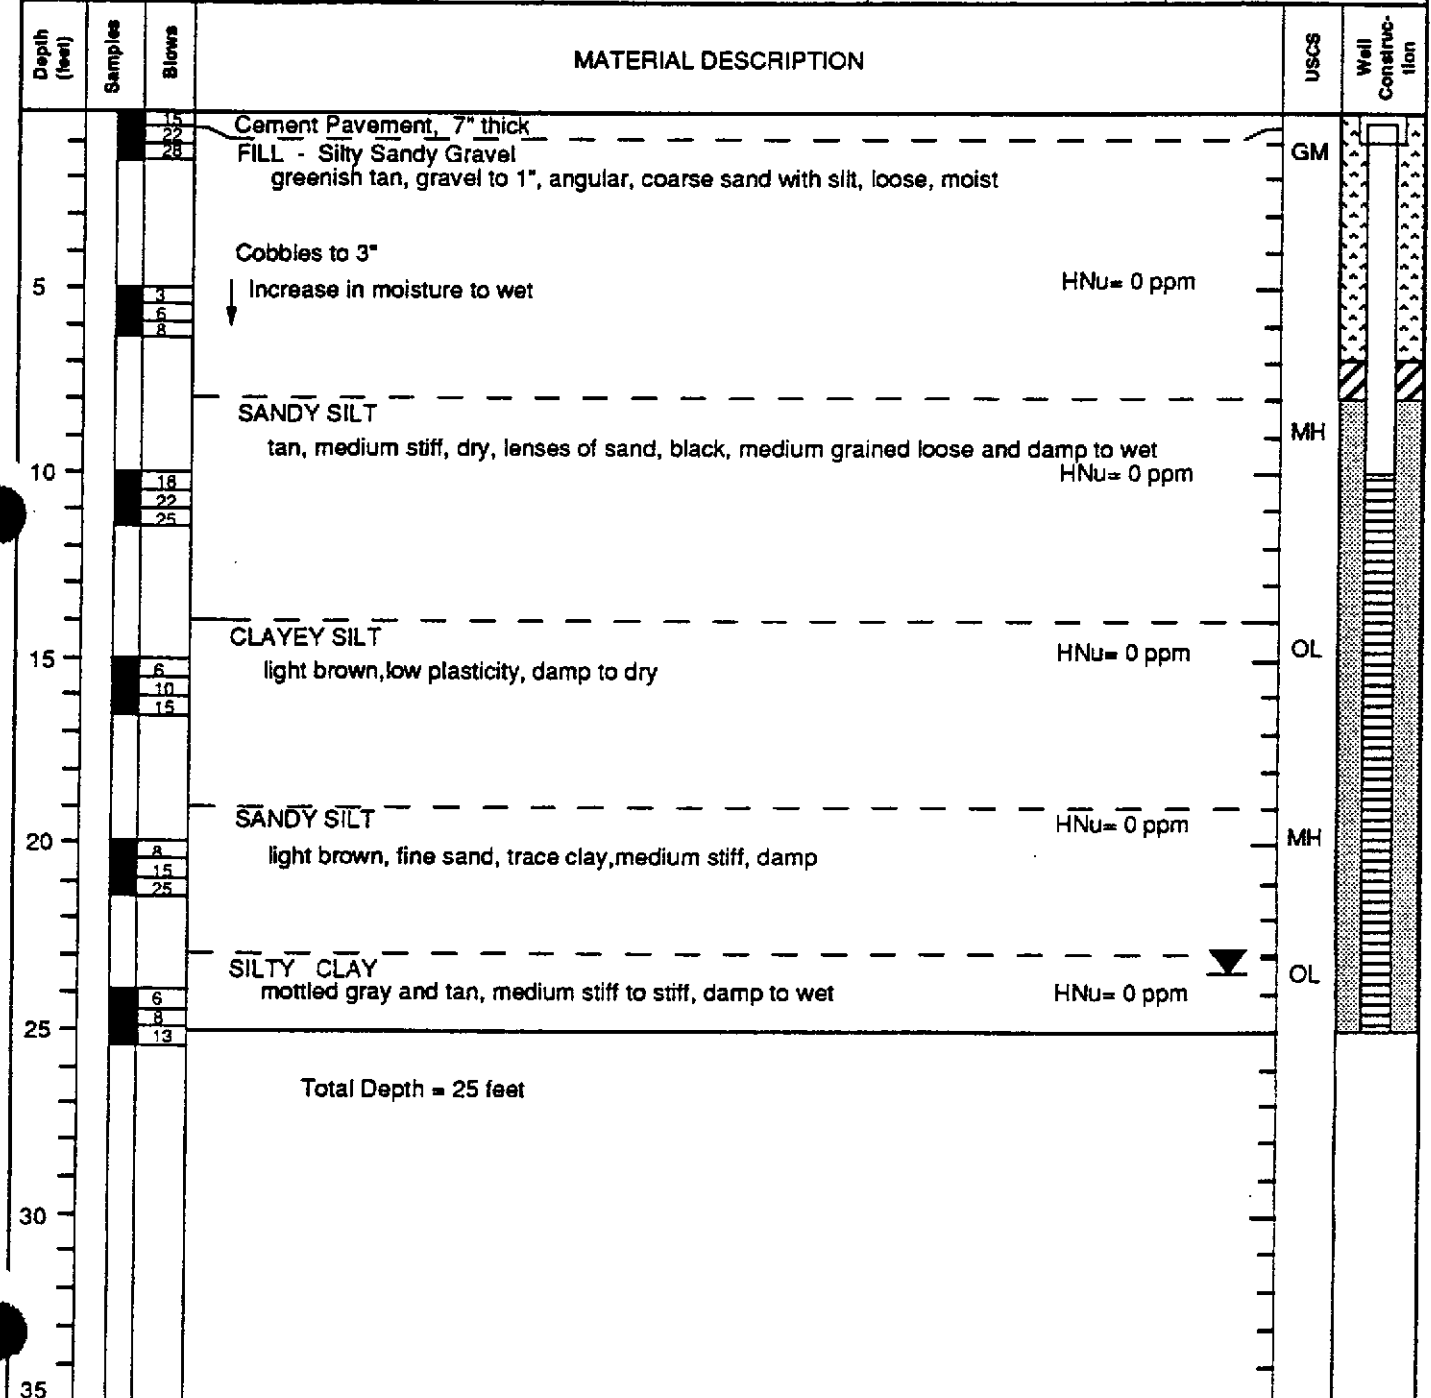 Depth (feet) Samples Blows MATERIAL DESCRIPTION USCS Well Construc-tion
15 Cement Pavement, 7" thick
22
28 FILL - Silty Sandy Gravel GM
greenish tan, gravel to 1", angular, coarse sand with silt, loose, moist
Cobbles to 3"
5 3 Increase in moisture to wet HNu= 0 ppm
6
8
SANDY SILT MH
tan, medium stiff, dry, lenses of sand, black, medium grained loose and damp to wet
10 18 HNu= 0 ppm
22
25
CLAYEY SILT HNu= 0 ppm OL
15 6 light brown,low plasticity, damp to dry
10
15
SANDY SILT HNu= 0 ppm MH
20 8 light brown, fine sand, trace clay,medium stiff, damp
15
25
SILTY CLAY OL
6 mottled gray and tan, medium stiff to stiff, damp to wet HNu= 0 ppm
8
25 13
Total Depth = 25 feet
30
35